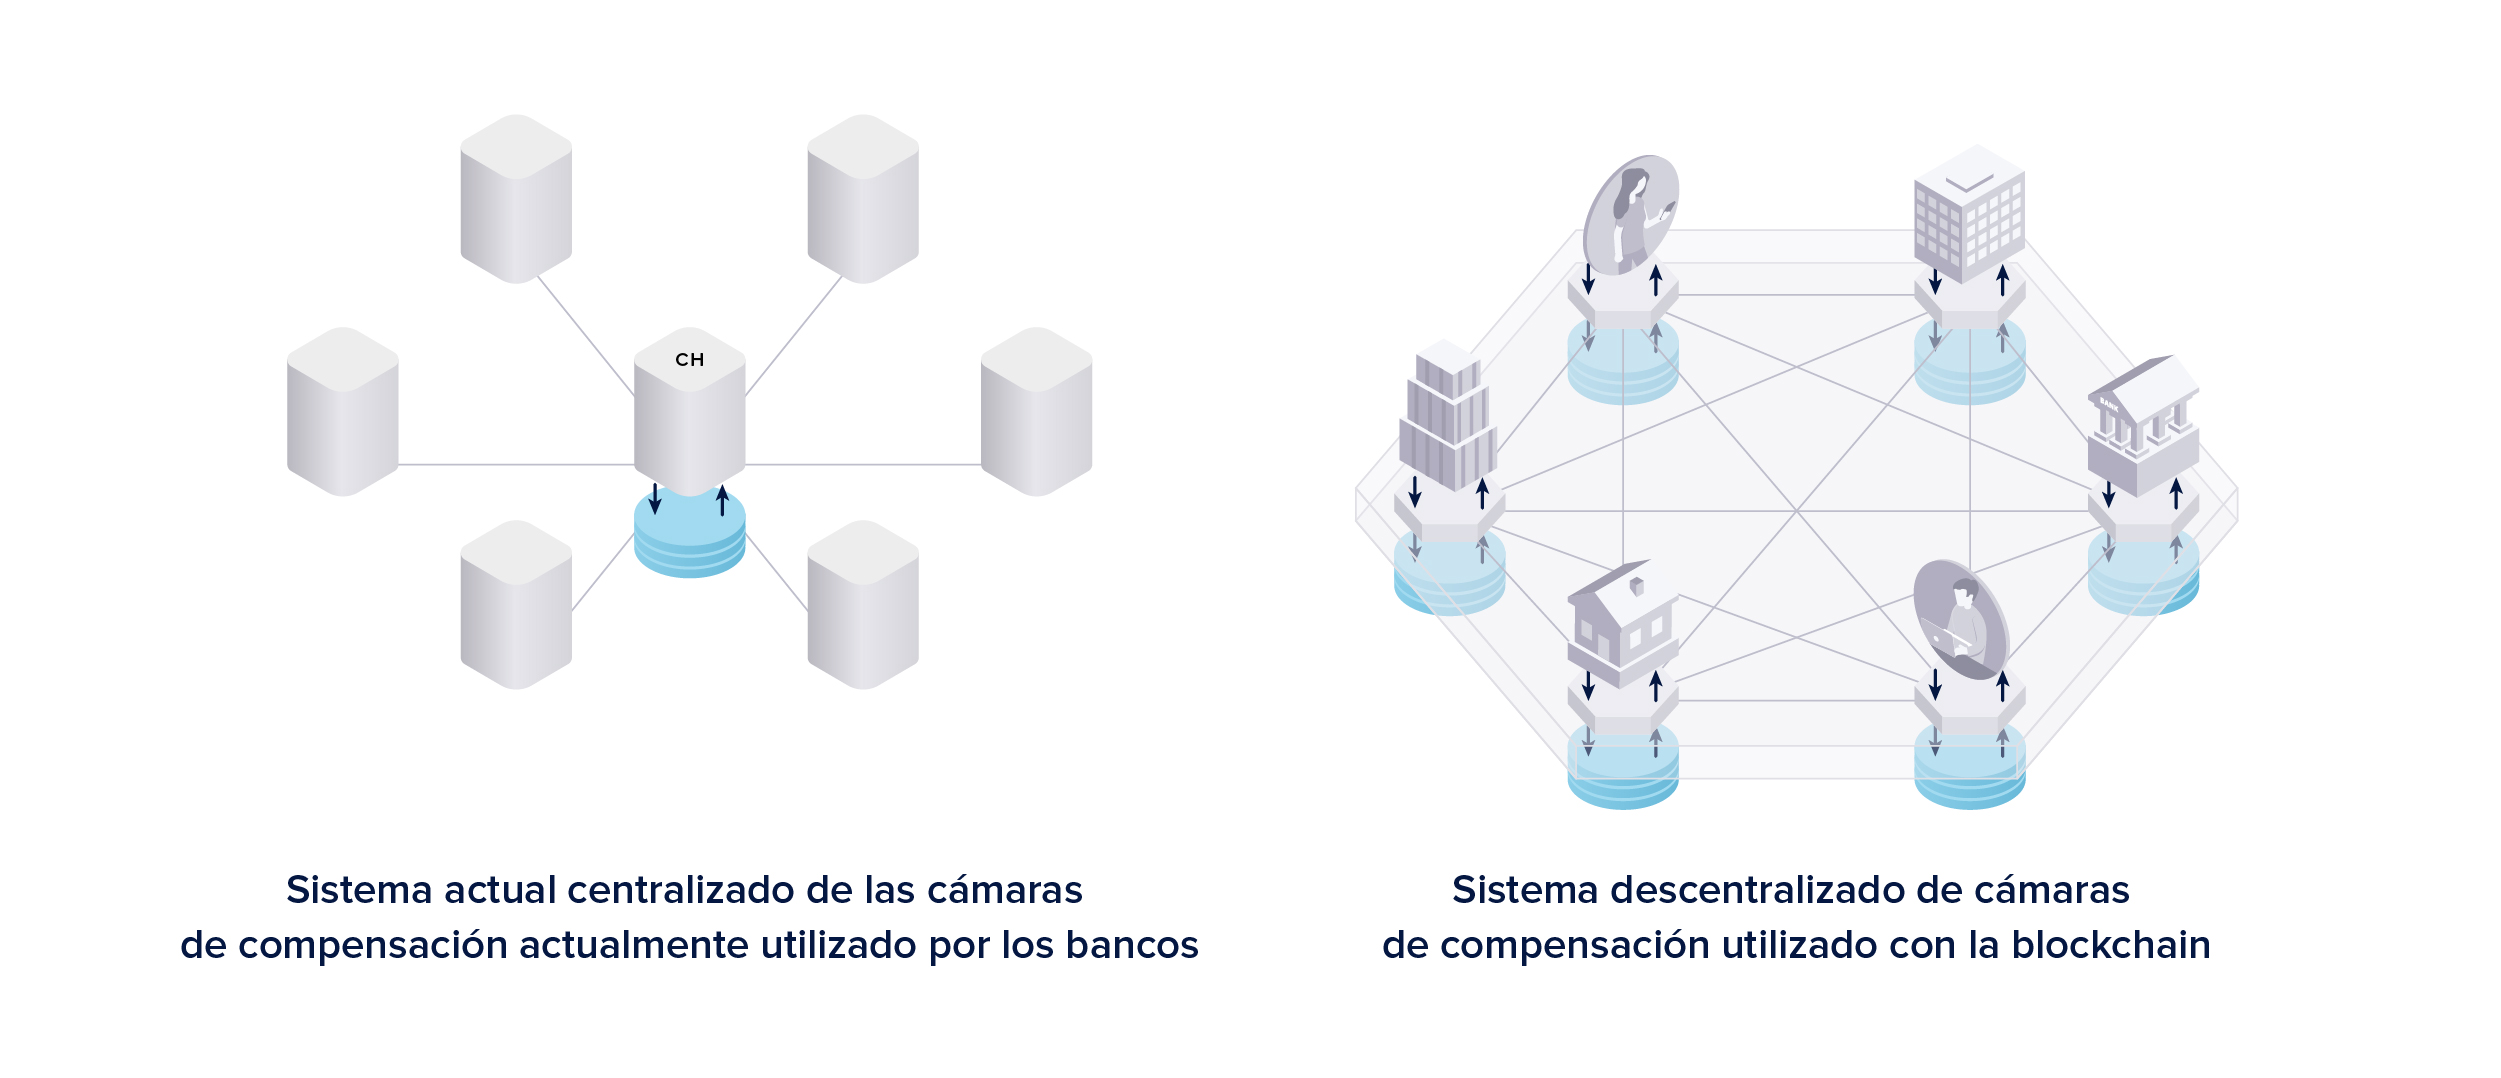 CH
BANK
Sistema actual centralizado de las cámaras
de compensación actualmente utilizado por los bancos
Sistema descentralizado de cámaras
de compensación utilizado con la blockchain